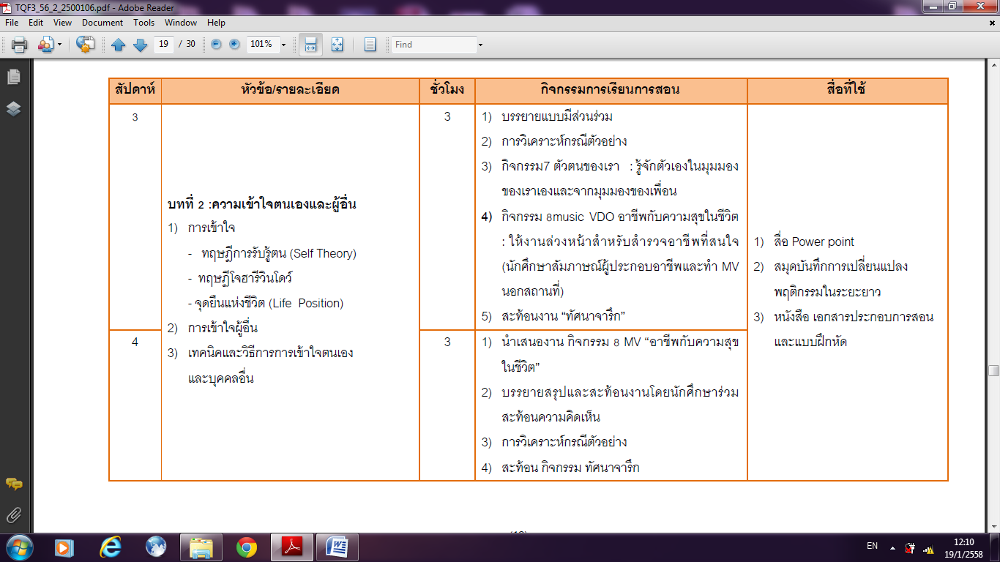 TQF3_56_2_2500106.pdf - Adobe Reader
File Edit View Document Tools Window Help
19 / 30 101% Find
สัปดาห์ หัวข้อ/รายละเอียด ชั่วโมง กิจกรรมการเรียนการสอน สื่อที่ใช้
3
บทที่ 2 :ความเข้าใจตนเองและผู้อื่น
1) การเข้าใจ
- ทฤษฎีการรับรู้ตน (Self Theory)
- ทฤษฎีโจฮารีวินโดว์
- จุดยืนแห่งชีวิต (Life Position)
2) การเข้าใจผู้อื่น
3) เทคนิคและวิธีการการเข้าใจตนเอง
และบุคคลอื่น
3
1) บรรยายแบบมีส่วนร่วม
2) การวิเคราะห์กรณีตัวอย่าง
3) กิจกรรม7 ตัวตนของเรา : รู้จักตัวเองในมุมมอง
ของเราเองและจากมุมมองของเพื่อน
4) กิจกรรม 8music VDO อาชีพกับความสุขในชีวิต
: ให้งานล่วงหน้าสำหรับสำรวจอาชีพที่สนใจ
(นักศึกษาสัมภาษณ์ผู้ประกอบอาชีพและทำ MV
นอกสถานที่)
5) สะท้อนงาน “ทัศนาจารึก”
1) สื่อ Power point
2) สมุดบันทึกการเปลี่ยนแปลง
พฤติกรรมในระยะยาว
3) หนังสือ เอกสารประกอบการสอน
และแบบฝึกหัด
4
3
1) นำเสนองาน กิจกรรม 8 MV “อาชีพกับความสุข
ในชีวิต”
2) บรรยายสรุปและสะท้อนงานโดยนักศึกษาร่วม
สะท้อนความคิดเห็น
3) การวิเคราะห์กรณีตัวอย่าง
4) สะท้อน กิจกรรม ทัศนาจารึก
EN
12:10
19/1/2558